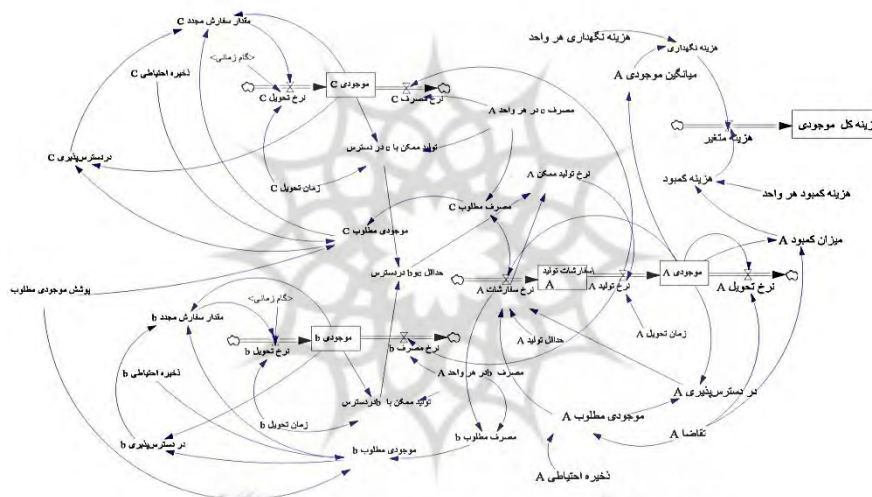 مقدار سفارش مجدد C
هزینه نگهداری هر واحد
هزینه نگهداری
<گام زمانی>
ذخیره احتیاطی C
موجودی C
نرخ تحویل C
نرخ مصرف C
میانگین موجودی A
مصرف c در هر واحد A
هزینه کل موجودی
هزینه متغیر
تولید ممکن با c در دسترس
در دسترس‌پذیری C
زمان تحویل C
نرخ تولید ممکن A
هزینه کمبود
هزینه کمبود هر واحد
مصرف مطلوب C
موجودی مطلوب C
میزان کمبود A
حداقل b و c در دسترس
سفارشات تولید A
موجودی A
پوشش موجودی مطلوب
نرخ سفارشات A
نرخ تولید A
نرخ تحویل A
<گام زمانی>
مقدار سفارش مجدد b
موجودی b
نرخ تحویل b
نرخ مصرف b
حداقل تولید A
زمان تحویل A
ذخیره احتیاطی b
مصرف b در هر واحد A
در دسترس‌پذیری A
تولید ممکن با b در دسترس
موجودی مطلوب A
زمان تحویل b
تقاضا A
در دسترس‌پذیری b
مصرف مطلوب b
موجودی مطلوب b
ذخیره احتیاطی A